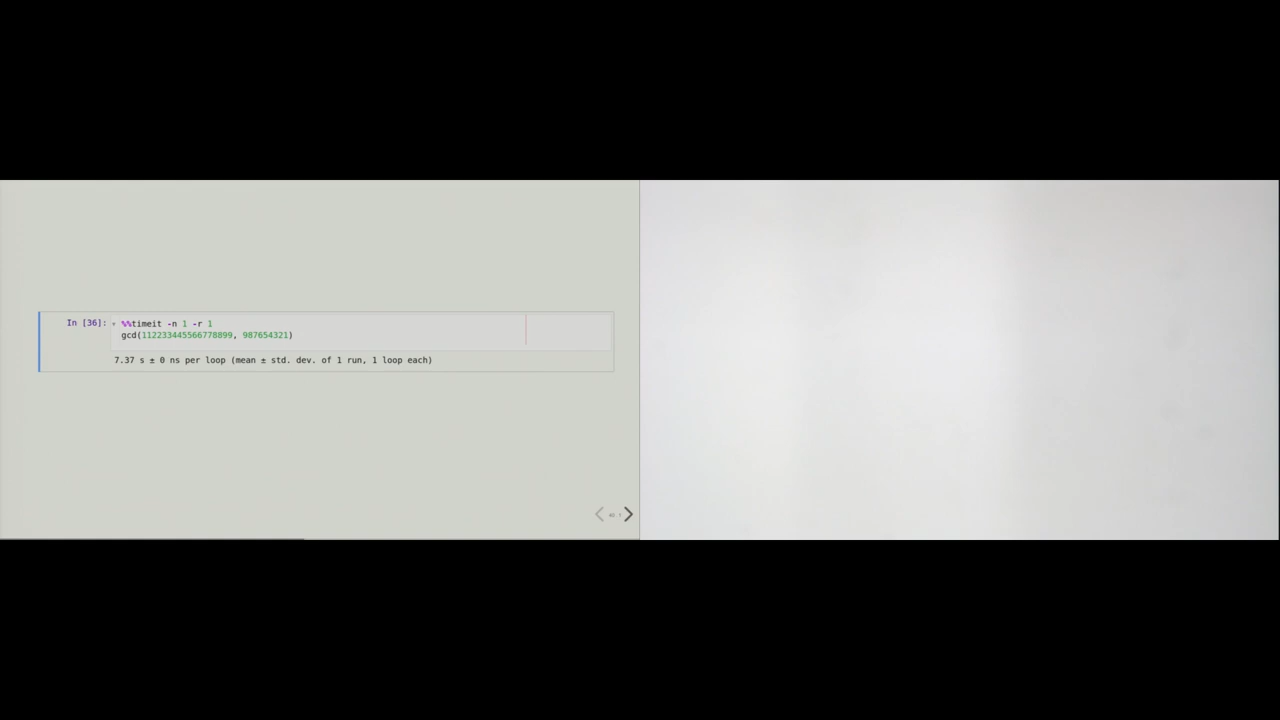 In [36]:
%%timeit -n 1 -r 1
gcd(112233445566778899, 987654321)
7.37 s ± 0 ns per loop (mean ± std. dev. of 1 run, 1 loop each)